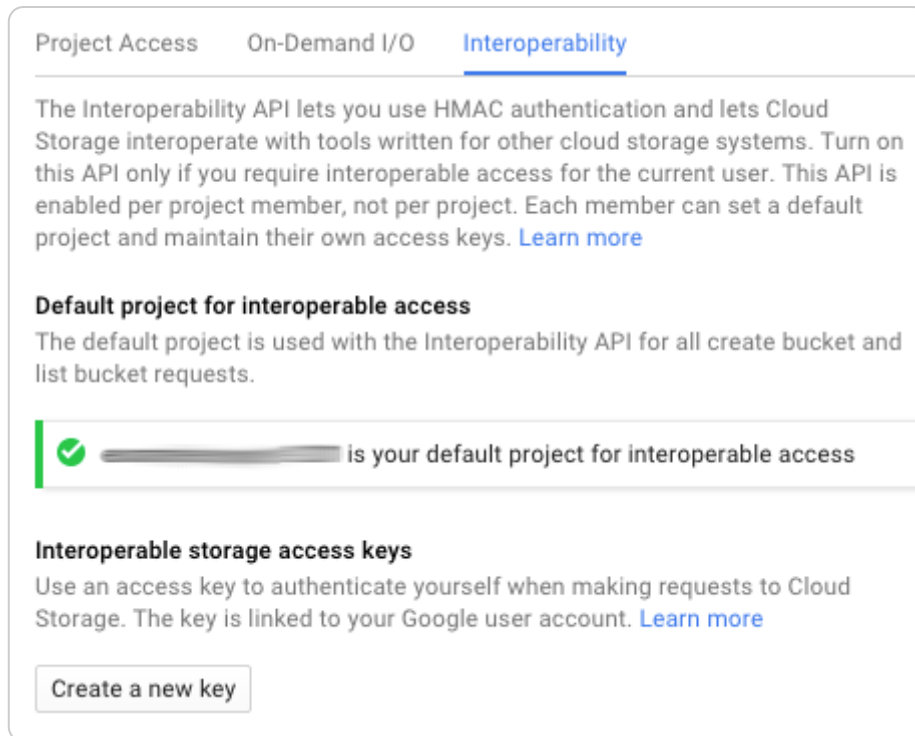 Project Access On-Demand I/O Interoperability
The Interoperability API lets you use HMAC authentication and lets Cloud
Storage interoperate with tools written for other cloud storage systems. Turn on
this API only if you require interoperable access for the current user. This API is
enabled per project member, not per project. Each member can set a default
project and maintain their own access keys. Learn more
Default project for interoperable access
The default project is used with the Interoperability API for all create bucket and
list bucket requests.
is your default project for interoperable access
Interoperable storage access keys
Use an access key to authenticate yourself when making requests to Cloud
Storage. The key is linked to your Google user account. Learn more
Create a new key